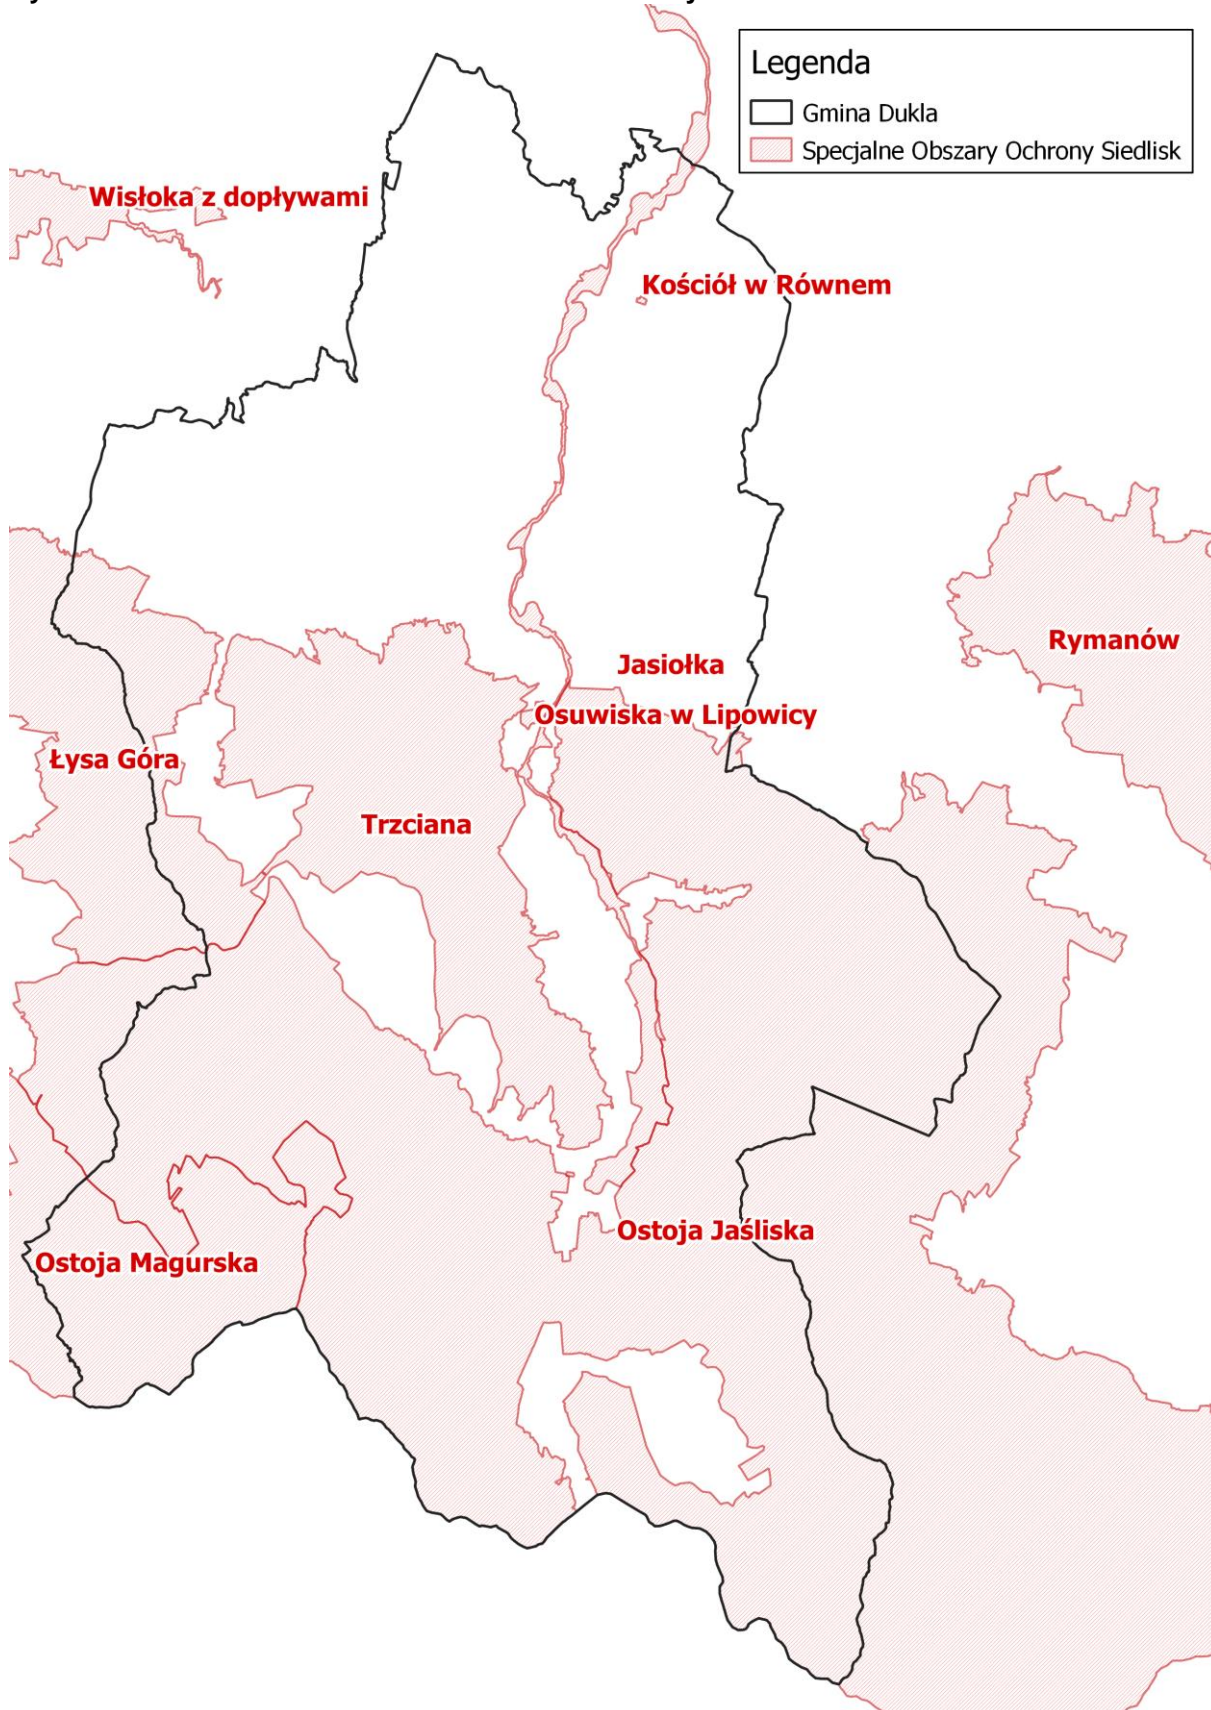 Legenda
Gmina Dukla
Specjalne Obszary Ochrony Siedlisk
Wisłoka z dopływami
Kościół w Równem
Rymanów
Jasiołka
Osuwiska w Lipowicy
Łysa Góra
Trzciana
Ostoja Jaśliska
Ostoja Magurska